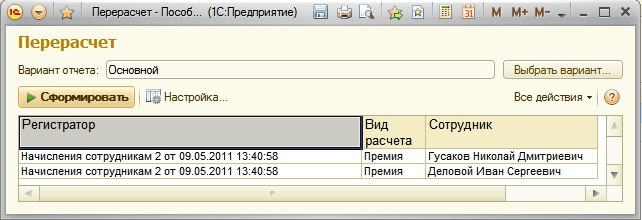 Перерасчет - Пособ... (1С:Предприятие)
M M+ M-
Перерасчет
Вариант отчета: Основной Выбрать вариант...
Сформировать Настройка... Все действия
Регистратор Вид расчета Сотрудник
Начисления сотрудникам 2 от 09.05.2011 13:40:58 Премия Гусаков Николай Дмитриевич
Начисления сотрудникам 2 от 09.05.2011 13:40:58 Премия Деловой Иван Сергеевич